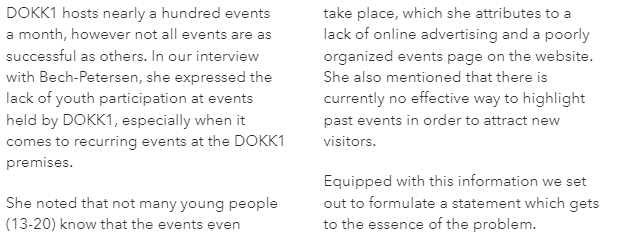 DOKK1 hosts nearly a hundred events
a month, however not all events are as
successful as others. In our interview
with Bech-Petersen, she expressed the
lack of youth participation at events
held by DOKK1, especially when it
comes to recurring events at the DOKK1
premises.

She noted that not many young people
(13-20) know that the events even
take place, which she attributes to a
lack of online advertising and a poorly
organized events page on the website.
She also mentioned that there is
currently no effective way to highlight
past events in order to attract new
visitors.

Equipped with this information we set
out to formulate a statement which gets
to the essence of the problem.